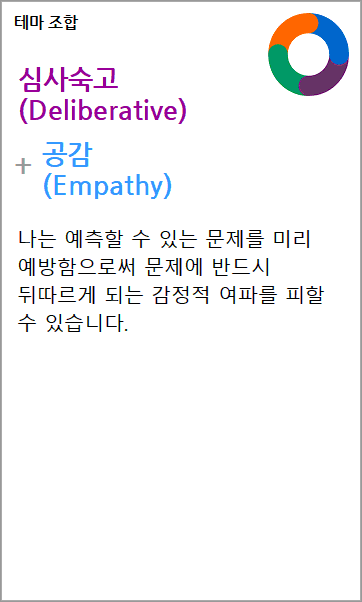 테마 조합
심사숙고
(Deliberative)
+ 공감
(Empathy)
나는 예측할 수 있는 문제를 미리
예방함으로써 문제에 반드시
뒤따르게 되는 감정적 여파를 피할
수 있습니다.